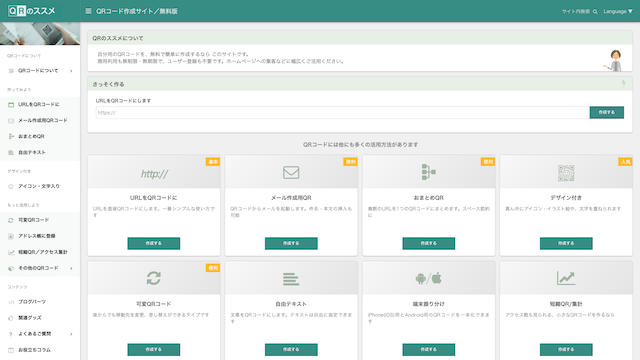 QRのススメ
QRコード作成サイト／無料版
サイト内検索
Language ▼
QRコードについて
QRコードについて
作ってみよう
URLをQRコードに
メール作成用QRコード
おまとめQR
自由テキスト
デザイン付き
アイコン・文字入り
もっと活用しよう
可変QRコード
アドレス帳に登録
短縮QR／アクセス集計
その他のQRコード
コンテンツ
ブログパーツ
関連グッズ
よくあるご質問
お役立ちコラム
QRのススメについて
自分用のQRコードを、無料で簡単に作成するなら このサイトです。
商用利用も無制限・無期限で、ユーザー登録も不要です。ホームページへの集客などに幅広くご活用ください。
さっそく作る
URLをQRコードにします
https://
作成する
QRコードには他にも多くの活用方法があります
基本
http://
URLをQRコードに
URLを直接QRコードにします。一番シンプルな使い方です
作成する
便利
メール作成用QR
QRコードからメールを起動します。件名・本文の挿入も可能
作成する
便利
おまとめQR
複数のURLを1つのQRコードにまとめます。スペース節約に
作成する
人気
デザイン付き
真ん中にアイコン・イラスト絵や、文字を重ねられます
作成する
便利
可変QRコード
後からでも移動先を変更、差し替えができるタイプです
作成する
自由テキスト
文章をQRコードにします。テキストは自由に設定できます
作成する
端末振り分け
iPhone(iOS)用とAndroid用のQRコードを一本化できます
作成する
短縮QR/集計
アクセス数も見られる、小さなQRコードを作るなら
作成する